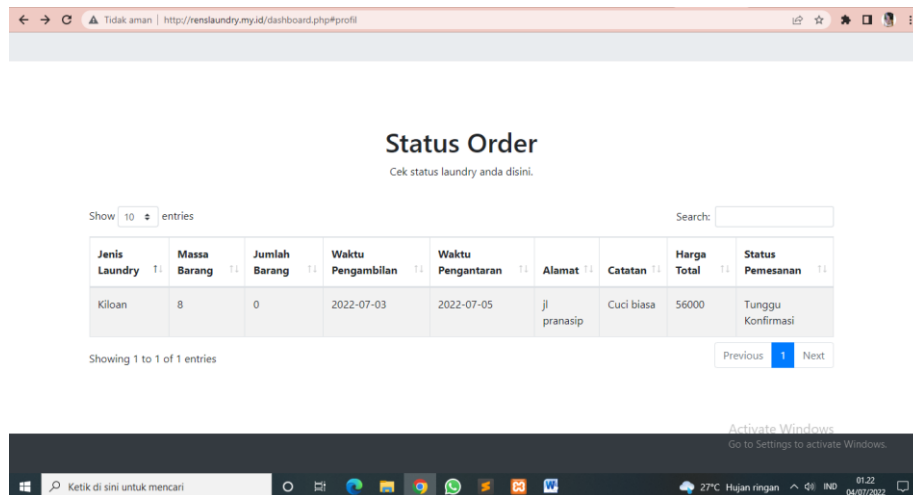 Tidak aman | http://renslaundry.my.id/dashboard.php#profil
Status Order
Cek status laundry anda disini.
Show 10 entries Search:
Jenis Laundry Massa Barang Jumlah Barang Waktu Pengambilan Waktu Pengantaran Alamat Catatan Harga Total Status Pemesanan
Kiloan 8 0 2022-07-03 2022-07-05 jl pranasip Cuci biasa 56000 Tunggu Konfirmasi
Showing 1 to 1 of 1 entries Previous 1 Next
Activate Windows
Go to Settings to activate Windows.
Ketik di sini untuk mencari 27°C Hujan ringan IND 01.22
04/07/2022